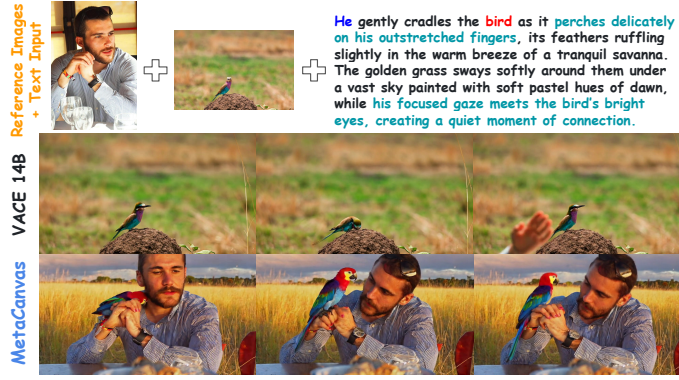 Reference Images
+ Text Input
He gently cradles the bird as it perches delicately
on his outstretched fingers, its feathers ruffling
slightly in the warm breeze of a tranquil savanna.
The golden grass sways softly around them under
a vast sky painted with soft pastel hues of dawn,
while his focused gaze meets the bird's bright
eyes, creating a quiet moment of connection.
VACE 14B
MetaCanvas